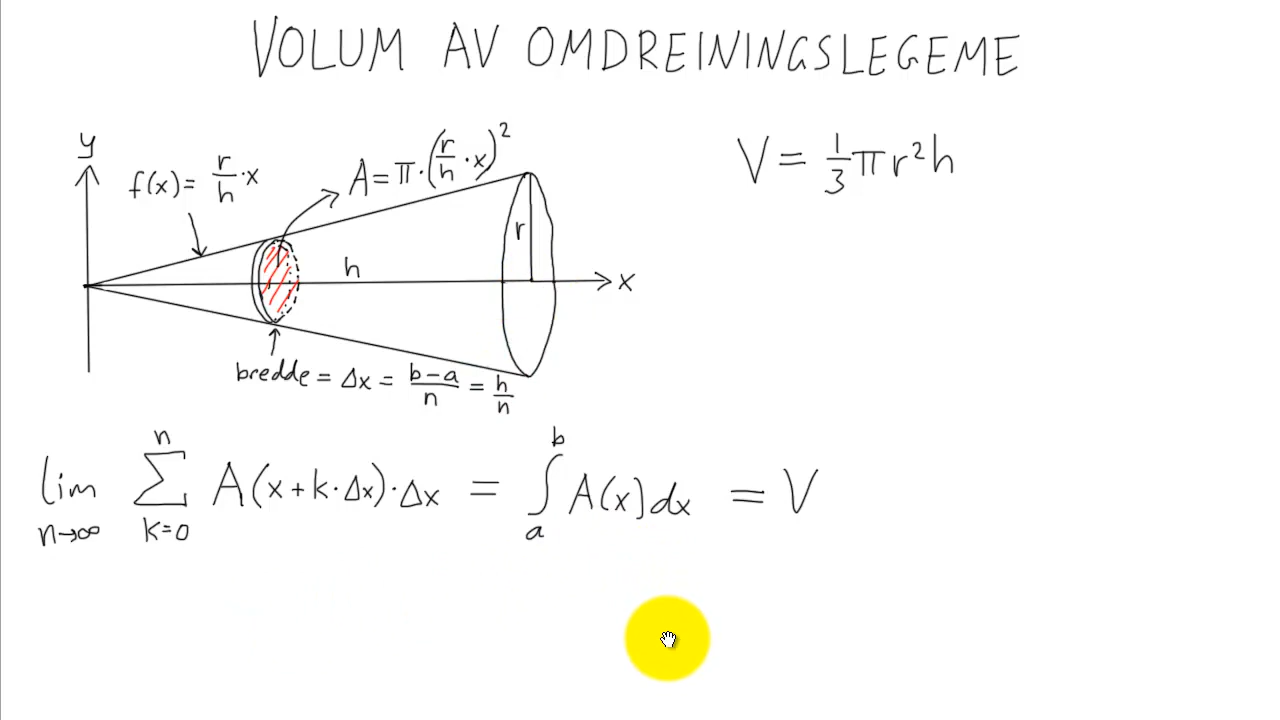 VOLUM AV OMDREININGSLEGEME
y
f(x) = r/h · x
A = π · (r/h · x)²
V = 1/3 πr²h
r
h
x
bredde = Δx = b-a/n = h/n
lim n→∞ n∑k=0 A(x + k · Δx) · Δx = b∫a A(x)dx = V